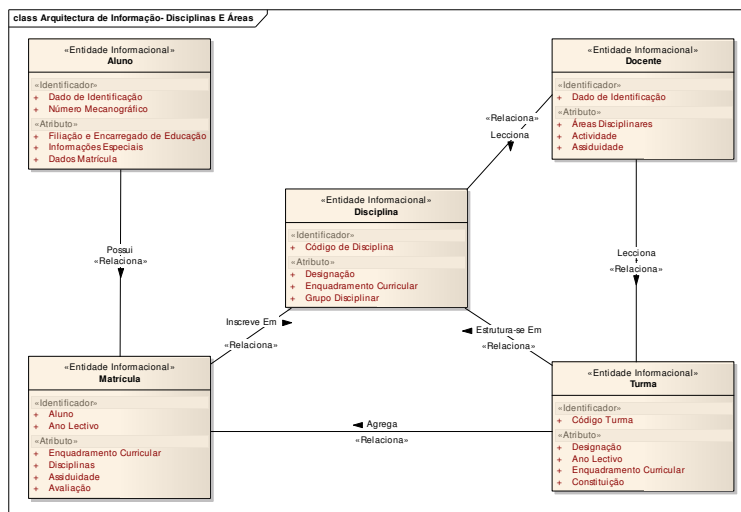 class Arquitectura de Informação- Disciplinas E Áreas
«Entidade Informacional»
Aluno
«Identificador»
+ Dado de Identificação
+ Número Mecanográfico
«Atributo»
+ Filiação e Encarregado de Educação
+ Informações Especiais
+ Dados Matrícula
«Entidade Informacional»
Docente
«Identificador»
+ Dado de Identificação
«Atributo»
+ Áreas Disciplinares
+ Actividade
+ Assiduidade
«Relaciona»
Lecciona
«Entidade Informacional»
Disciplina
«Identificador»
+ Código de Disciplina
«Atributo»
+ Designação
+ Enquadramento Curricular
+ Grupo Disciplinar
Possui
«Relaciona»
Lecciona
«Relaciona»
Inscreve Em
«Relaciona»
Estrutura-se Em
«Relaciona»
«Entidade Informacional»
Matrícula
«Identificador»
+ Aluno
+ Ano Lectivo
«Atributo»
+ Enquadramento Curricular
+ Disciplinas
+ Assiduidade
+ Avaliação
Agrega
«Relaciona»
«Entidade Informacional»
Turma
«Identificador»
+ Código Turma
«Atributo»
+ Designação
+ Ano Lectivo
+ Enquadramento Curricular
+ Constituição